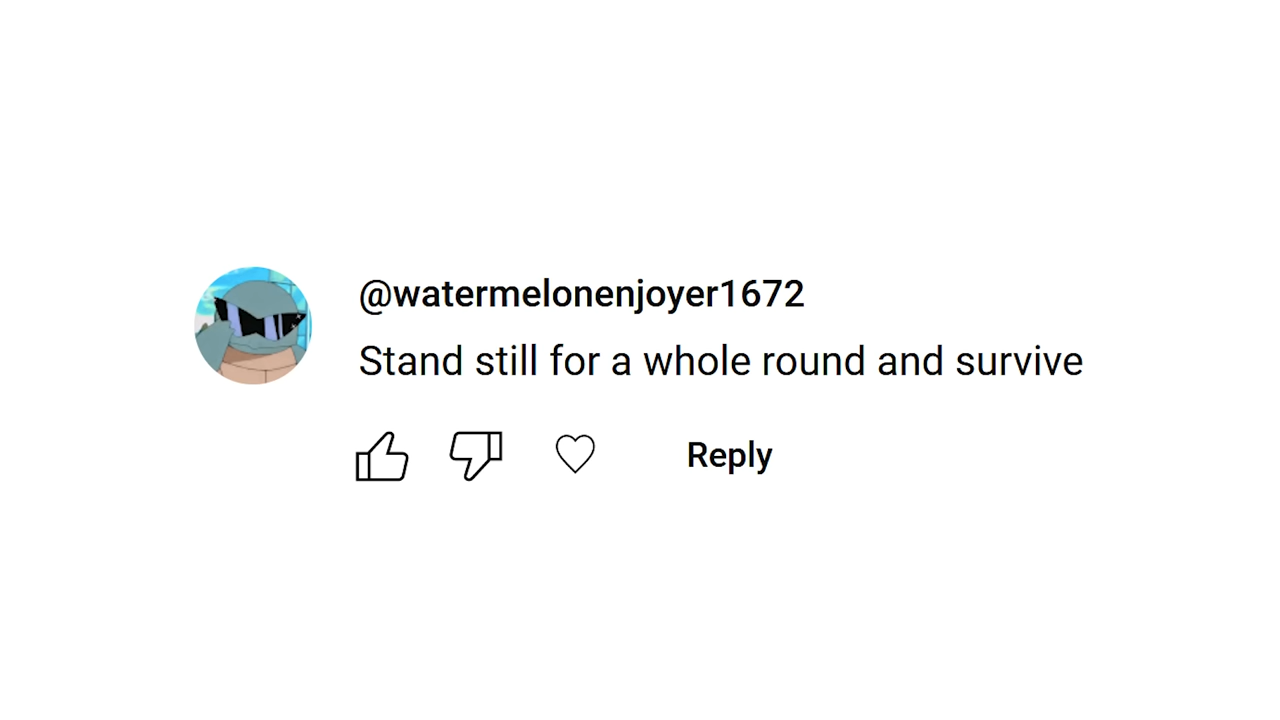 @watermelonenjoyer1672
Stand still for a whole round and survive
Reply